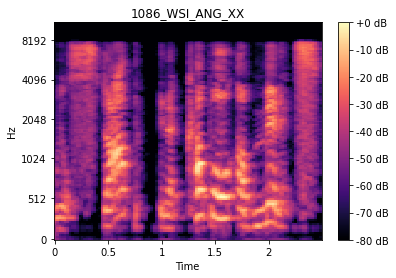 1086_WSI_ANG_XX
+0 dB
8192
-10 dB
4096
-20 dB
-30 dB
2048
Hz
-40 dB
1024
-50 dB
512
-60 dB
-70 dB
0
-80 dB
0 0.5 1 1.5 2
Time